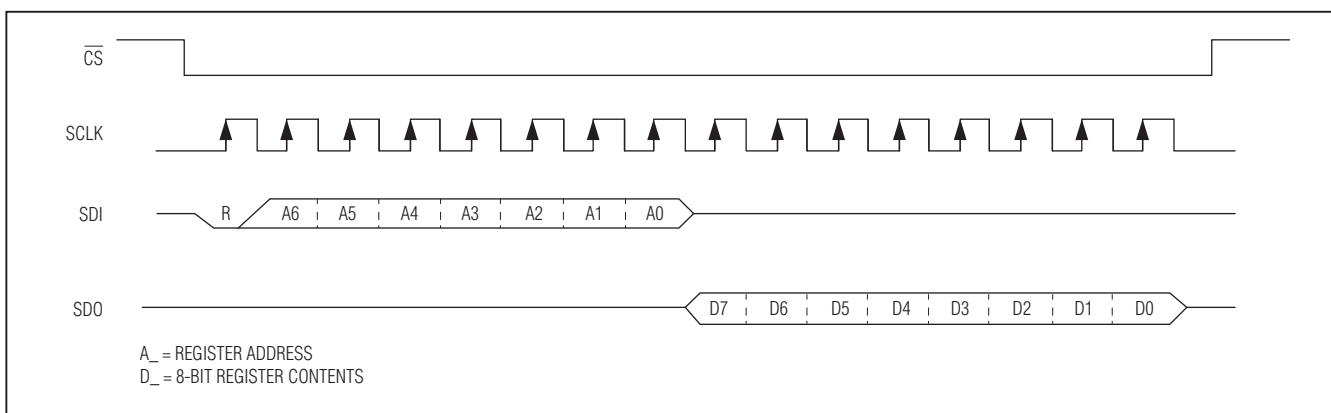 CS
SCLK
SDI R A6 A5 A4 A3 A2 A1 A0
SDO D7 D6 D5 D4 D3 D2 D1 D0
A_ = REGISTER ADDRESS
D_ = 8-BIT REGISTER CONTENTS